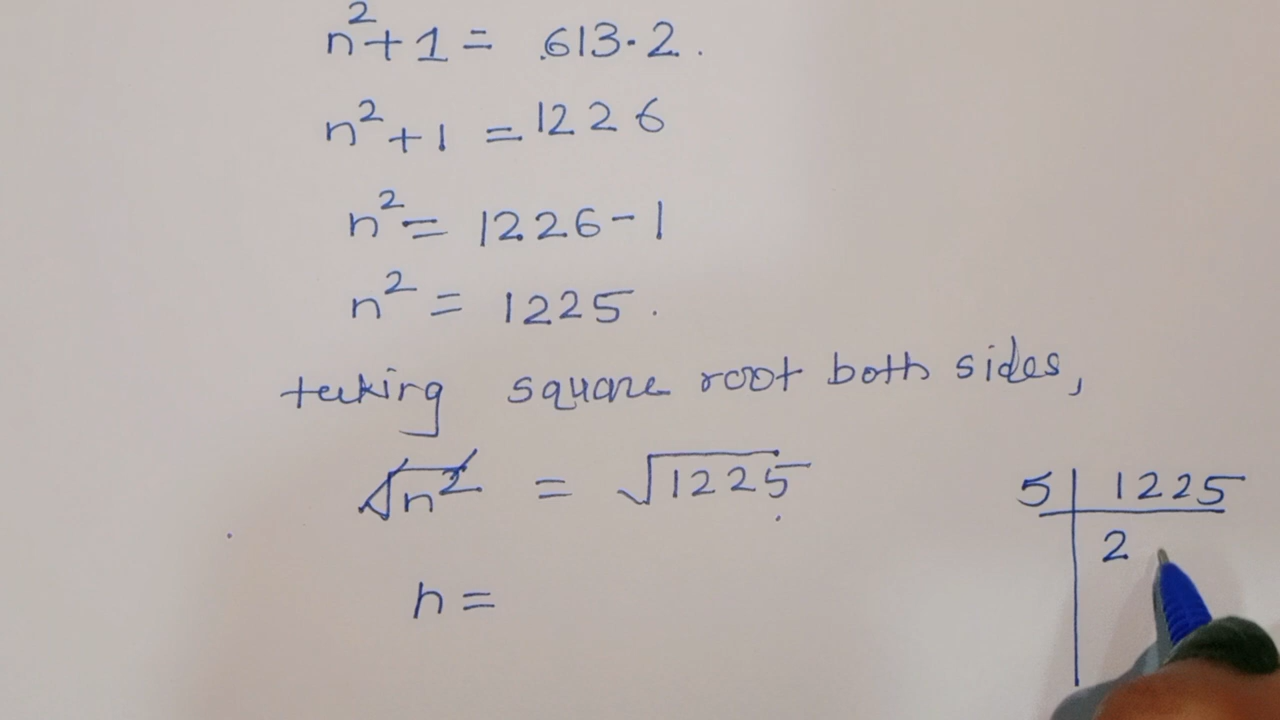 n²+1 = 613·2.
n²+1 = 1226
n² = 1226-1
n² = 1225.
taking square root both sides,
√n² = √1225
5 | 1225
2
n =